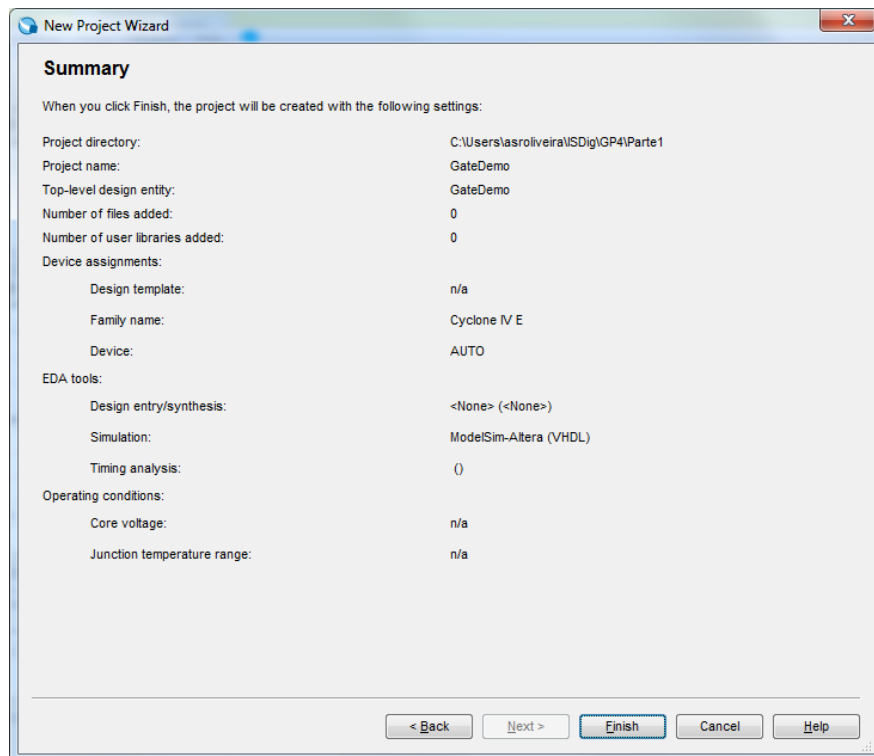 New Project Wizard
Summary
When you click Finish, the project will be created with the following settings:
Project directory: C:\Users\asroliveira\ISDig\GP4\Parte1
Project name: GateDemo
Top-level design entity: GateDemo
Number of files added: 0
Number of user libraries added: 0
Device assignments:
Design template: n/a
Family name: Cyclone IV E
Device: AUTO
EDA tools:
Design entry/synthesis: <None> (<None>)
Simulation: ModelSim-Altera (VHDL)
Timing analysis: ()
Operating conditions:
Core voltage: n/a
Junction temperature range: n/a
< Back Next > Finish Cancel Help